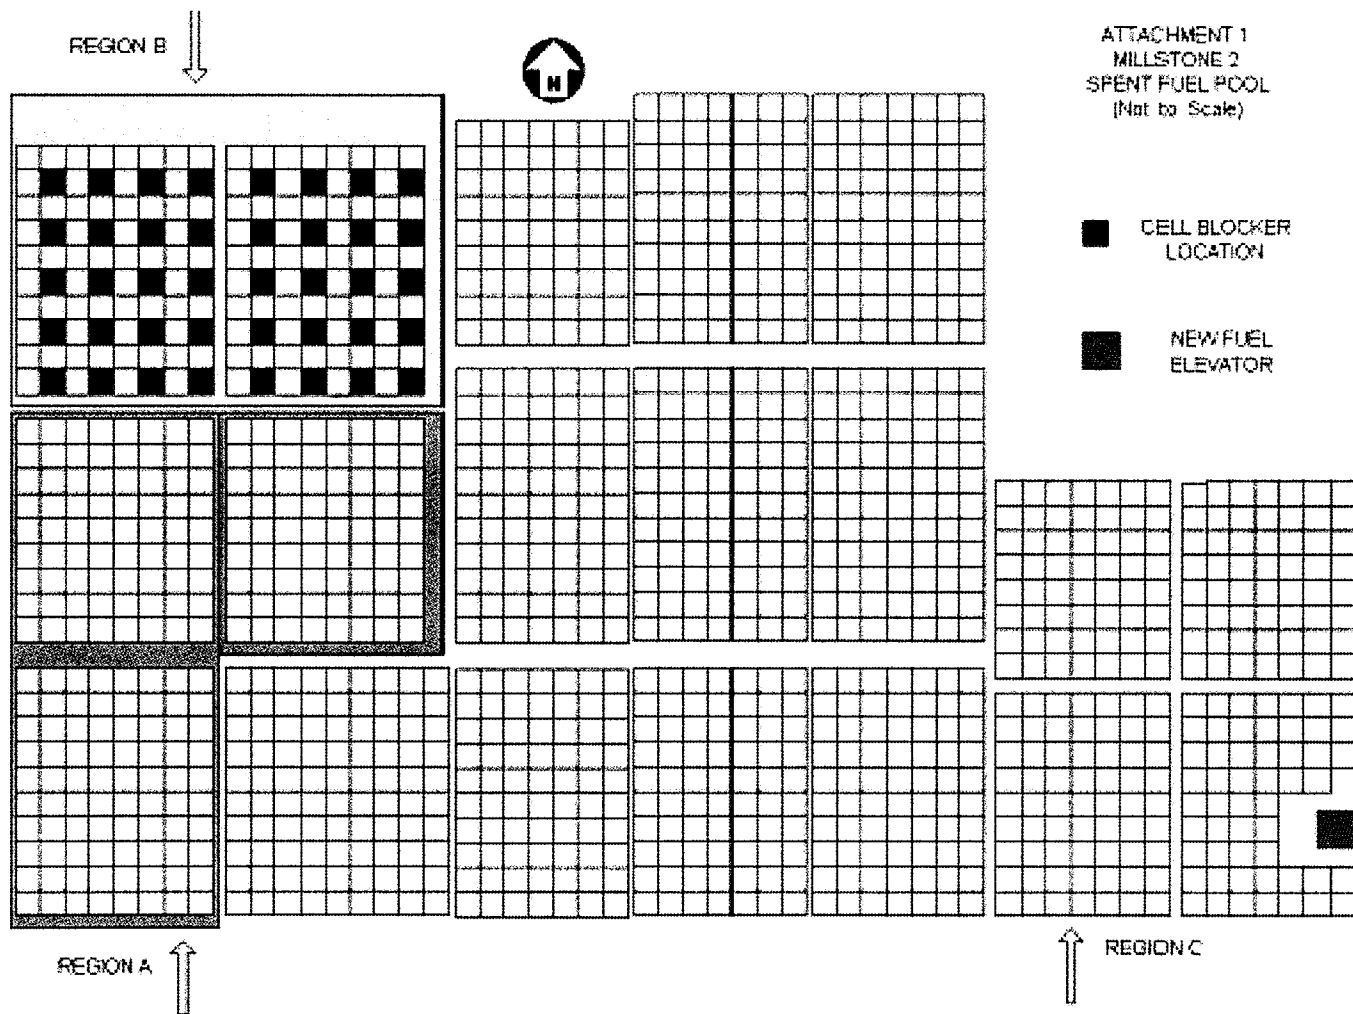 REGION B
N
ATTACHMENT 1
MILLSTONE 2
SPENT FUEL POOL
(Not to Scale)
CELL BLOCKER
LOCATION
NEW FUEL
ELEVATOR
REGION A
REGION C